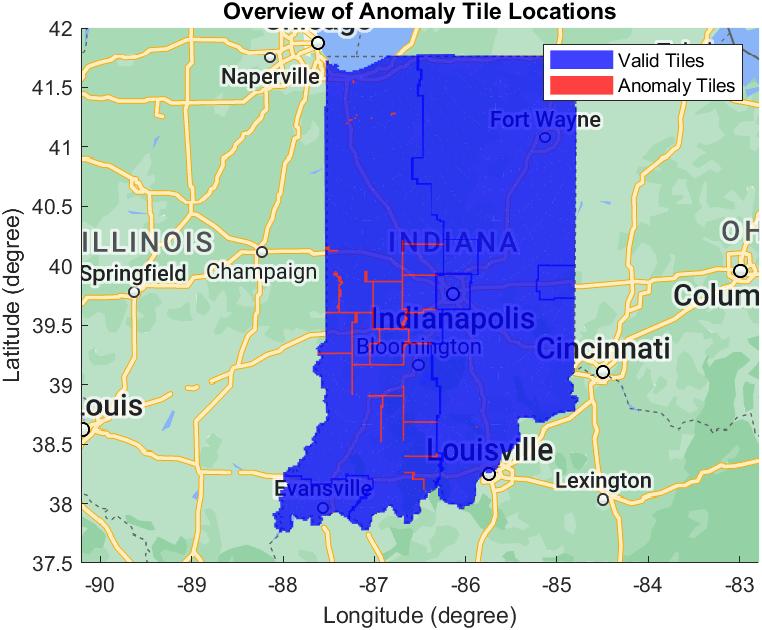 Overview of Anomaly Tile Locations
42
41.5
41
40.5
40
39.5
39
38.5
38
37.5
Latitude (degree)
Valid Tiles
Anomaly Tiles
Naperville
Fort Wayne
ILLINOIS
INDIANA
OH
Springfield
Champaign
Colum
Indianapolis
Bloomington
Cincinnati
ouis
Louisville
Evansville
Lexington
-90
-89
-88
-87
-86
-85
-84
-83
Longitude (degree)